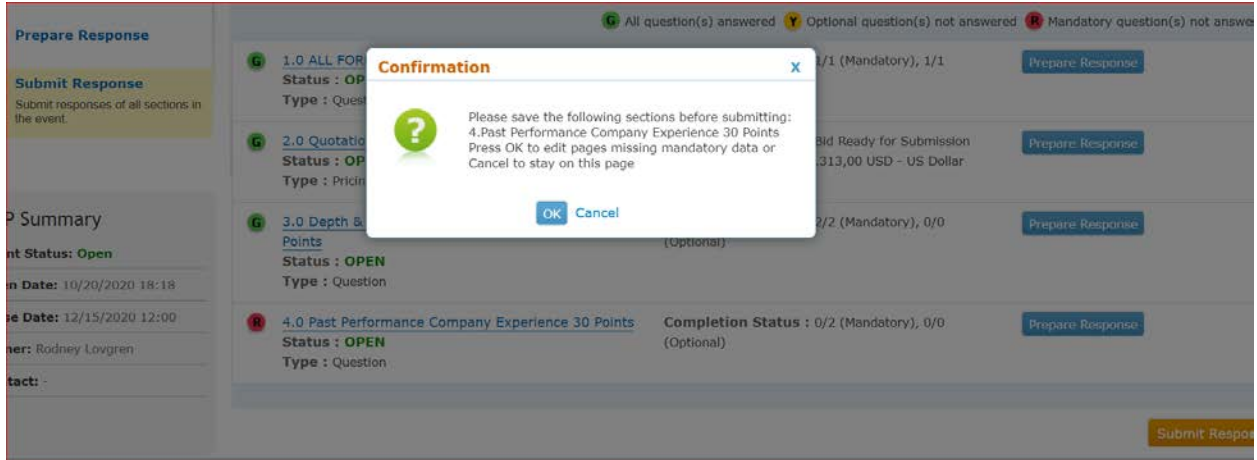 Prepare Response
Submit Response
Submit responses of all sections in
the event.
P Summary
nt Status: Open
n Date: 10/20/2020 18:18
se Date: 12/15/2020 12:00
ner: Rodney Lovgren
tact: -
G All question(s) answered Y Optional question(s) not answered R Mandatory question(s) not answe
G 1.0 ALL FOR
Status : OP
Type : Quest
1/1 (Mandatory), 1/1
Prepare Response
Confirmation X
?
Please save the following sections before submitting:
4.Past Performance Company Experience 30 Points
Press OK to edit pages missing mandatory data or
Cancel to stay on this page
OK Cancel
G 2.0 Quotatio
Status : OP
Type : Pricin
Bid Ready for Submission
313,00 USD - US Dollar
Prepare Response
G 3.0 Depth &
Points
Status : OPEN
Type : Question
2/2 (Mandatory), 0/0
(Optional)
Prepare Response
R 4.0 Past Performance Company Experience 30 Points
Status : OPEN
Type : Question
Completion Status : 0/2 (Mandatory), 0/0
(Optional)
Prepare Response
Submit Respon